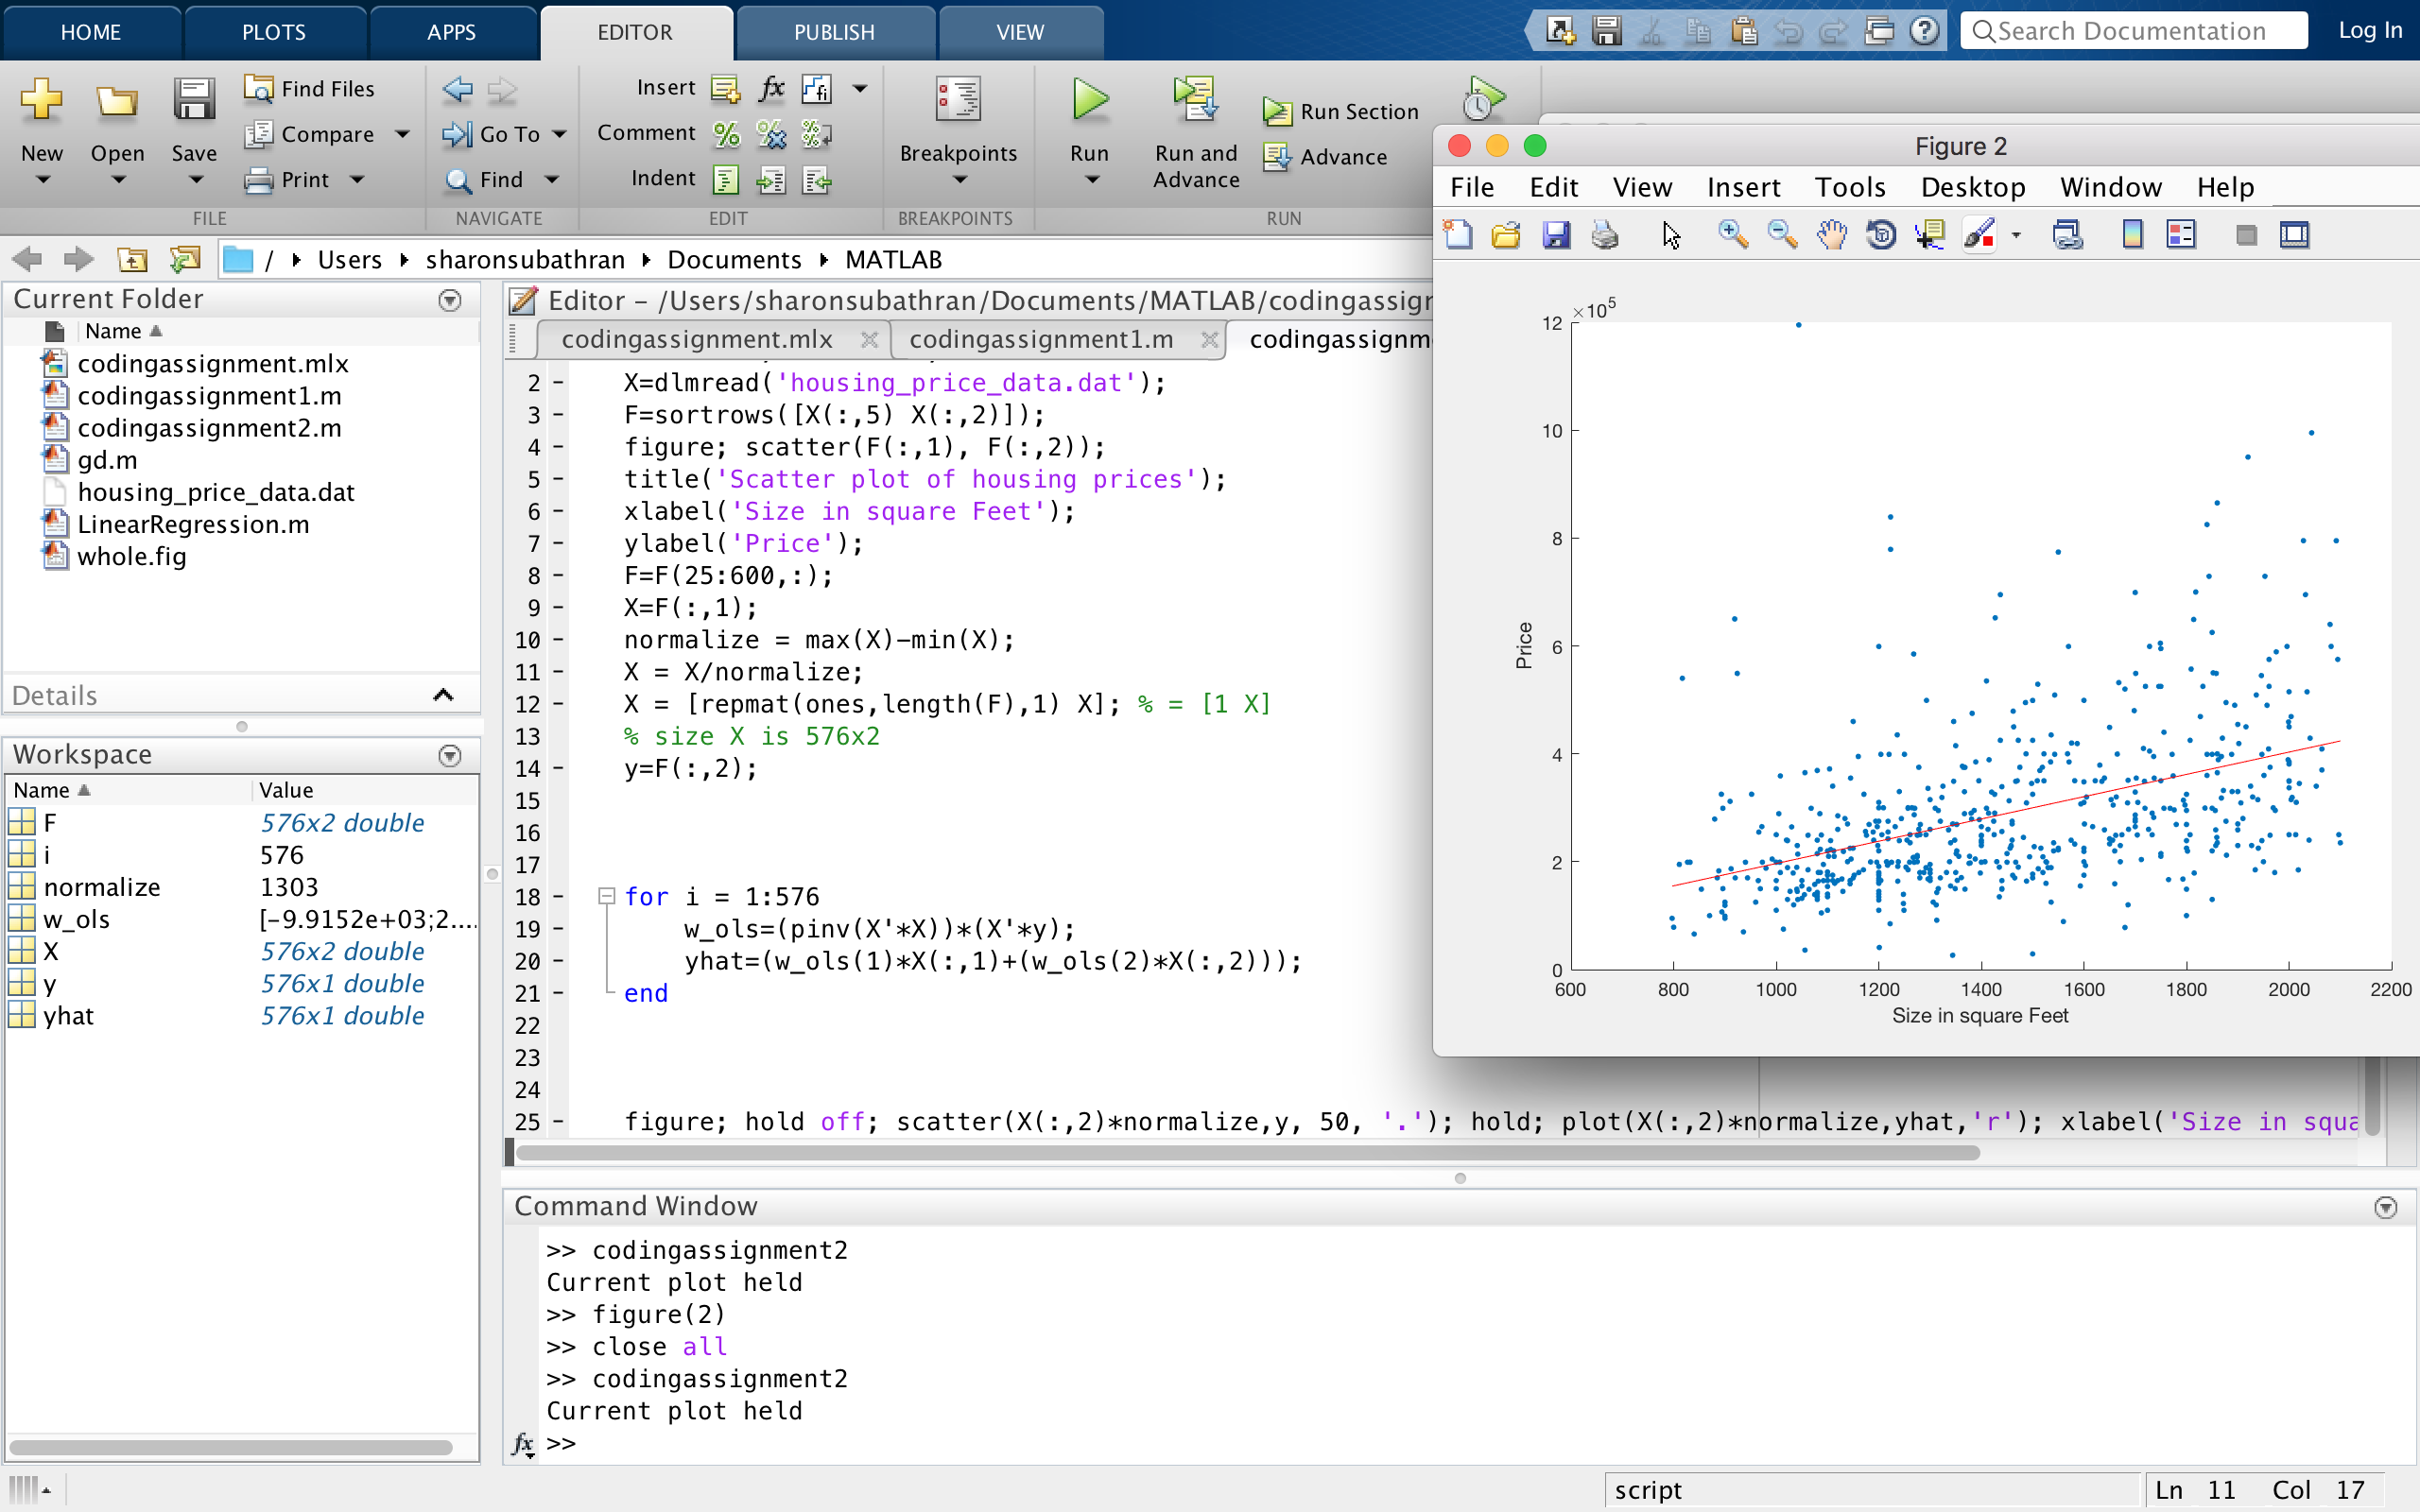 HOME PLOTS APPS EDITOR PUBLISH VIEW Search Documentation Log In
New Open Save Find Files Compare Print
FILE
Go To Find
NAVIGATE
Insert fx fi
Comment
Indent
EDIT
Breakpoints
BREAKPOINTS
Run Run and Advance Run Section Advance
RUN
/ Users sharonsubathran Documents MATLAB
Current Folder
Name
codingassignment.mlx
codingassignment1.m
codingassignment2.m
gd.m
housing_price_data.dat
LinearRegression.m
whole.fig
Details
Workspace
Name Value
F 576x2 double
i 576
normalize 1303
w_ols [-9.9152e+03;2....
X 576x2 double
y 576x1 double
yhat 576x1 double
Editor - /Users/sharonsubathran/Documents/MATLAB/codingassign
codingassignment.mlx codingassignment1.m codingassignm
2 - X=dlmread('housing_price_data.dat');
3 - F=sortrows([X(:,5) X(:,2)]);
4 - figure; scatter(F(:,1), F(:,2));
5 - title('Scatter plot of housing prices');
6 - xlabel('Size in square Feet');
7 - ylabel('Price');
8 - F=F(25:600,:);
9 - X=F(:,1);
10 - normalize = max(X)-min(X);
11 - X = X/normalize;
12 - X = [repmat(ones,length(F),1) X]; % = [1 X]
13 % size X is 576x2
14 - y=F(:,2);
15
16
17
18 - for i = 1:576
19 - w_ols=(pinv(X'*X))*(X'*y);
20 - yhat=(w_ols(1)*X(:,1)+(w_ols(2)*X(:,2)));
21 - end
22
23
24
25 - figure; hold off; scatter(X(:,2)*normalize,y, 50, '.'); hold; plot(X(:,2)*normalize,yhat,'r'); xlabel('Size in squa
Figure 2
File Edit View Insert Tools Desktop Window Help
×10⁵
12
10
8
6
4
2
0
Price
600 800 1000 1200 1400 1600 1800 2000 2200
Size in square Feet
Command Window
>> codingassignment2
Current plot held
>> figure(2)
>> close all
>> codingassignment2
Current plot held
fx >>
script Ln 11 Col 17